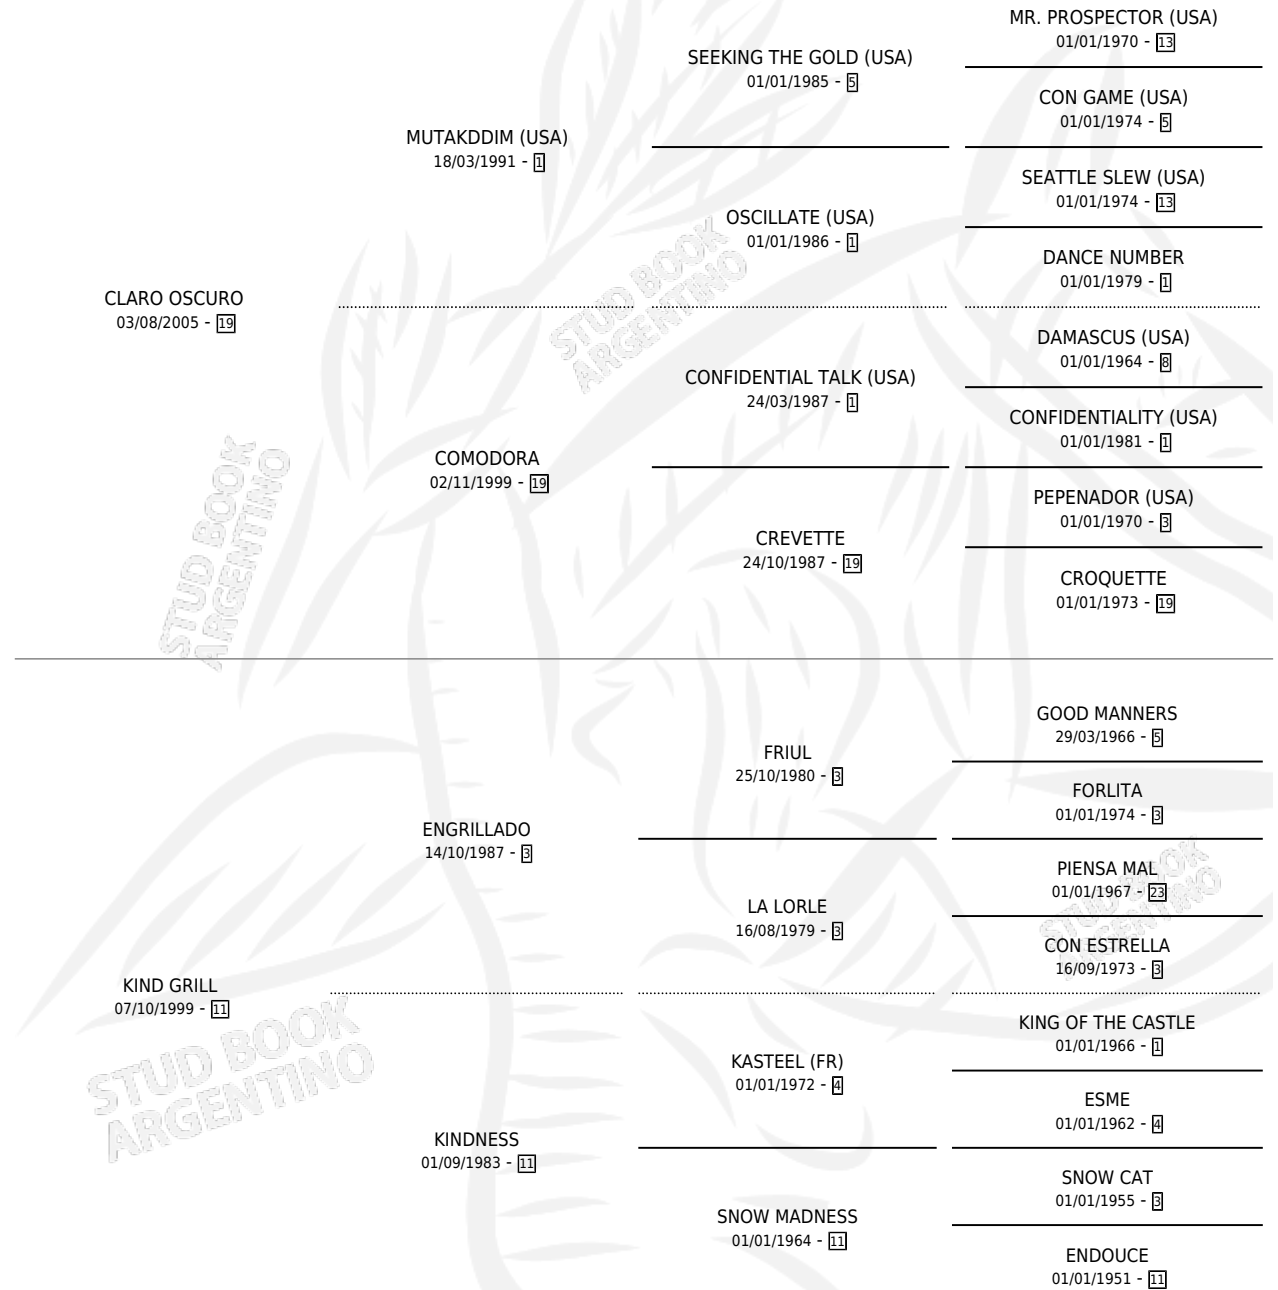 MR. PROSPECTOR (USA)
01/01/1970 - 13
SEEKING THE GOLD (USA)
01/01/1985 - 5
CON GAME (USA)
01/01/1974 - 5
MUTAKDDIM (USA)
18/03/1991 - 1
SEATTLE SLEW (USA)
01/01/1974 - 13
OSCILLATE (USA)
01/01/1986 - 1
DANCE NUMBER
01/01/1979 - 1
CLARO OSCURO
03/08/2005 - 19
DAMASCUS (USA)
01/01/1964 - 8
CONFIDENTIAL TALK (USA)
24/03/1987 - 1
CONFIDENTIALITY (USA)
01/01/1981 - 1
COMODORA
02/11/1999 - 19
PEPENADOR (USA)
01/01/1970 - 3
CREVETTE
24/10/1987 - 19
CROQUETTE
01/01/1973 - 19
GOOD MANNERS
29/03/1966 - 5
FRIUL
25/10/1980 - 3
FORLITA
01/01/1974 - 3
ENGRILLADO
14/10/1987 - 3
PIENSA MAL
01/01/1967 - 23
LA LORLE
16/08/1979 - 3
CON ESTRELLA
16/09/1973 - 3
KIND GRILL
07/10/1999 - 11
KING OF THE CASTLE
01/01/1966 - 1
KASTEEL (FR)
01/01/1972 - 4
ESME
01/01/1962 - 4
KINDNESS
01/09/1983 - 11
SNOW CAT
01/01/1955 - 3
SNOW MADNESS
01/01/1964 - 11
ENDOUCE
01/01/1951 - 11
STUD BOOK
ARGENTINO
STUD BOOK
ARGENTINO
STUD BOOK
ARGENTINO
STUD BOOK
ARGENTINO